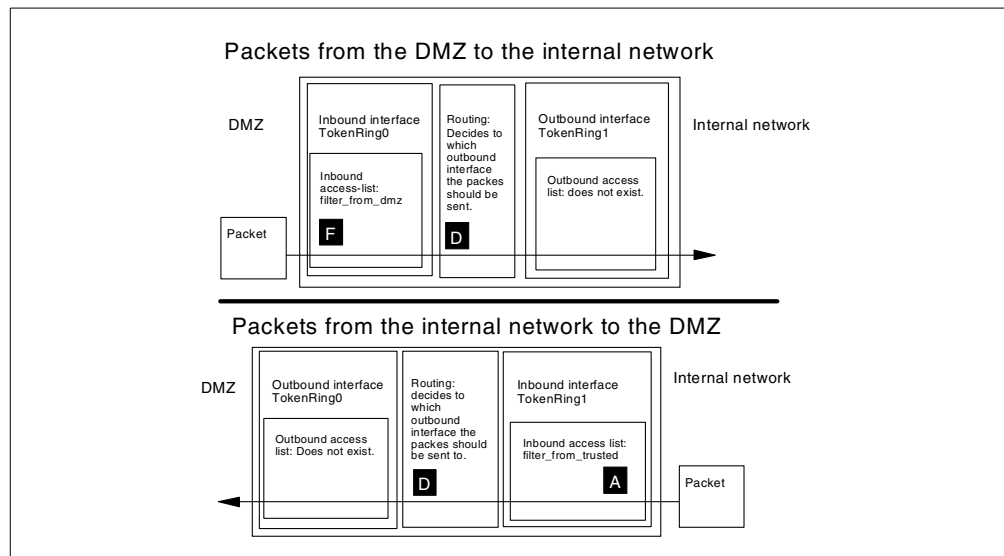 Packets from the DMZ to the internal network
DMZ
Inbound interface
TokenRing0
Inbound
access-list:
filter_from_dmz
F
Routing:
Decides to
which
outbound
interface
the packes
should be
sent.
D
Outbound interface
TokenRing1
Outbound access
list: does not exist.
Internal network
Packet
Packets from the internal network to the DMZ
DMZ
Outbound interface
TokenRing0
Outbound access
list: Does not exist.
Routing:
decides to
which
outbound
interface the
packes should
be sent to.
D
Inbound interface
TokenRing1
Inbound access list:
filter_from_trusted
A
Internal network
Packet